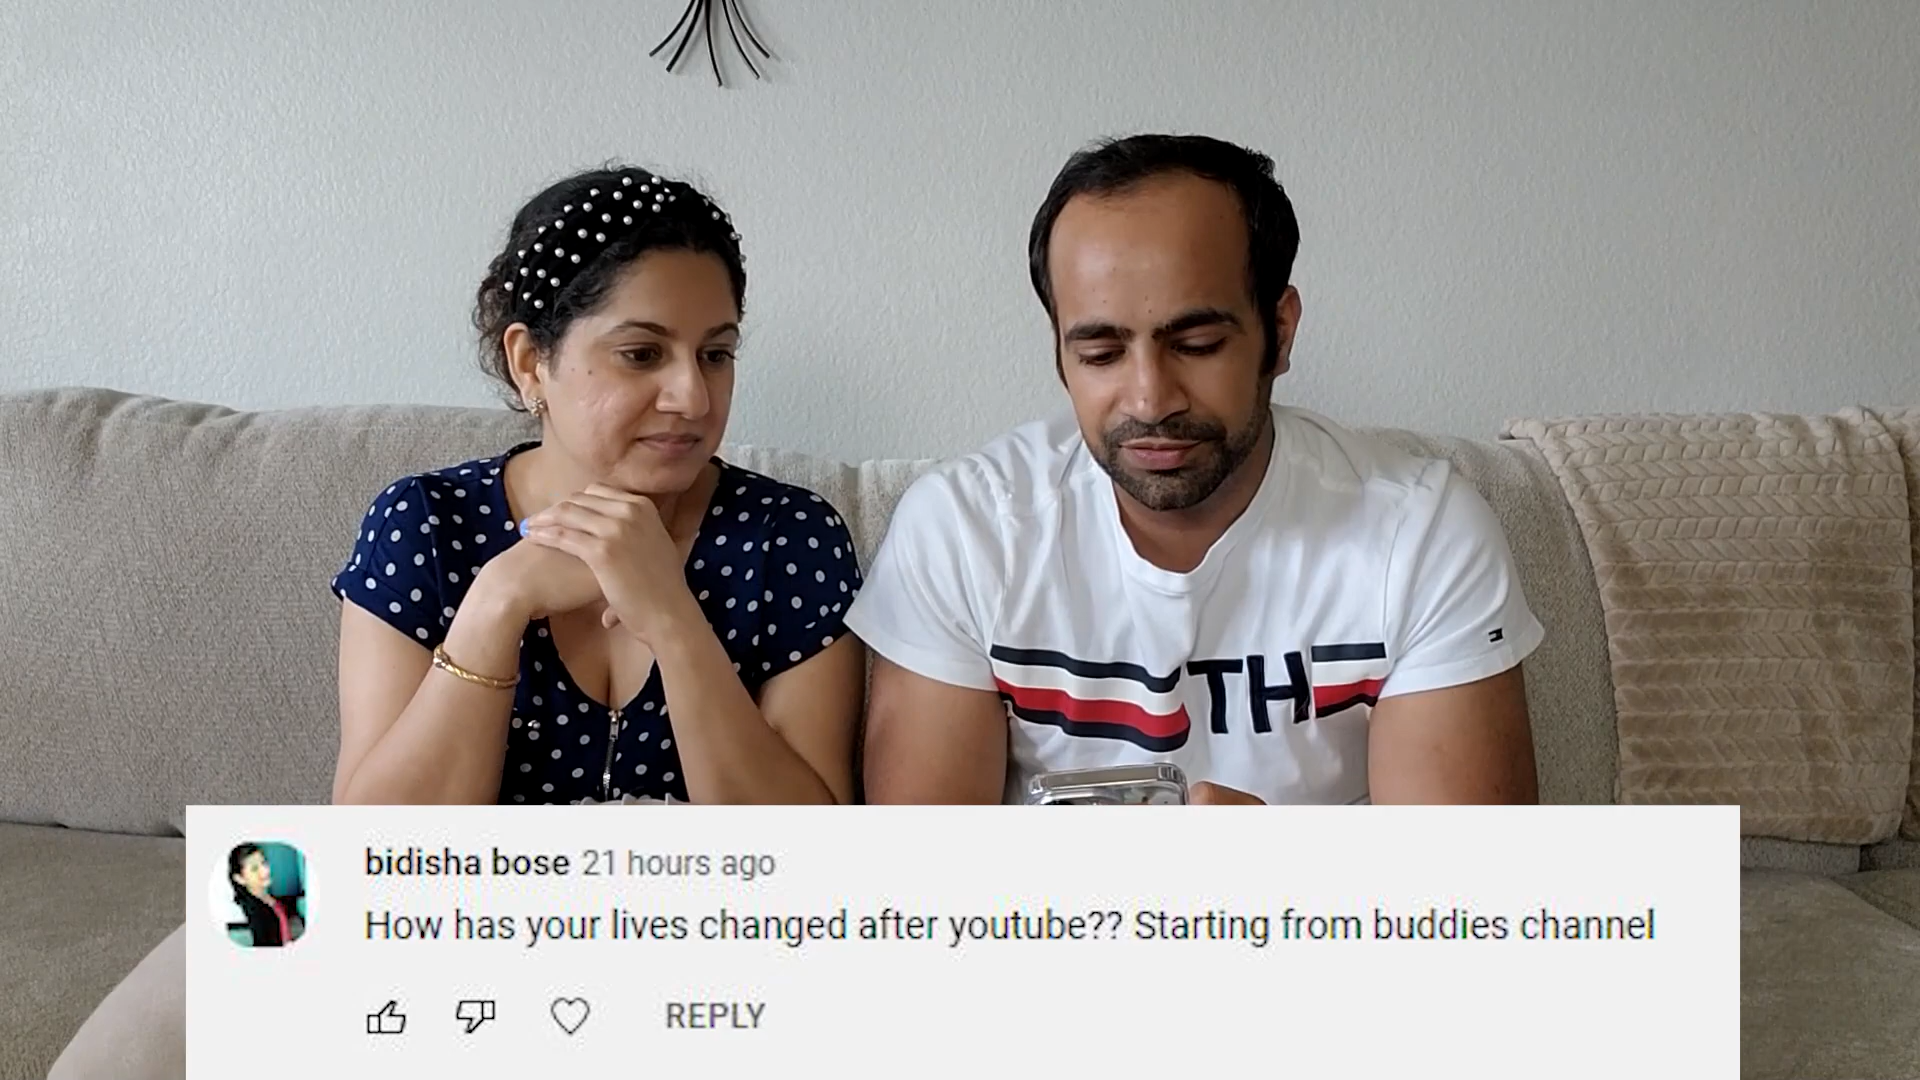 TH
bidisha bose 21 hours ago
How has your lives changed after youtube?? Starting from buddies channel
REPLY